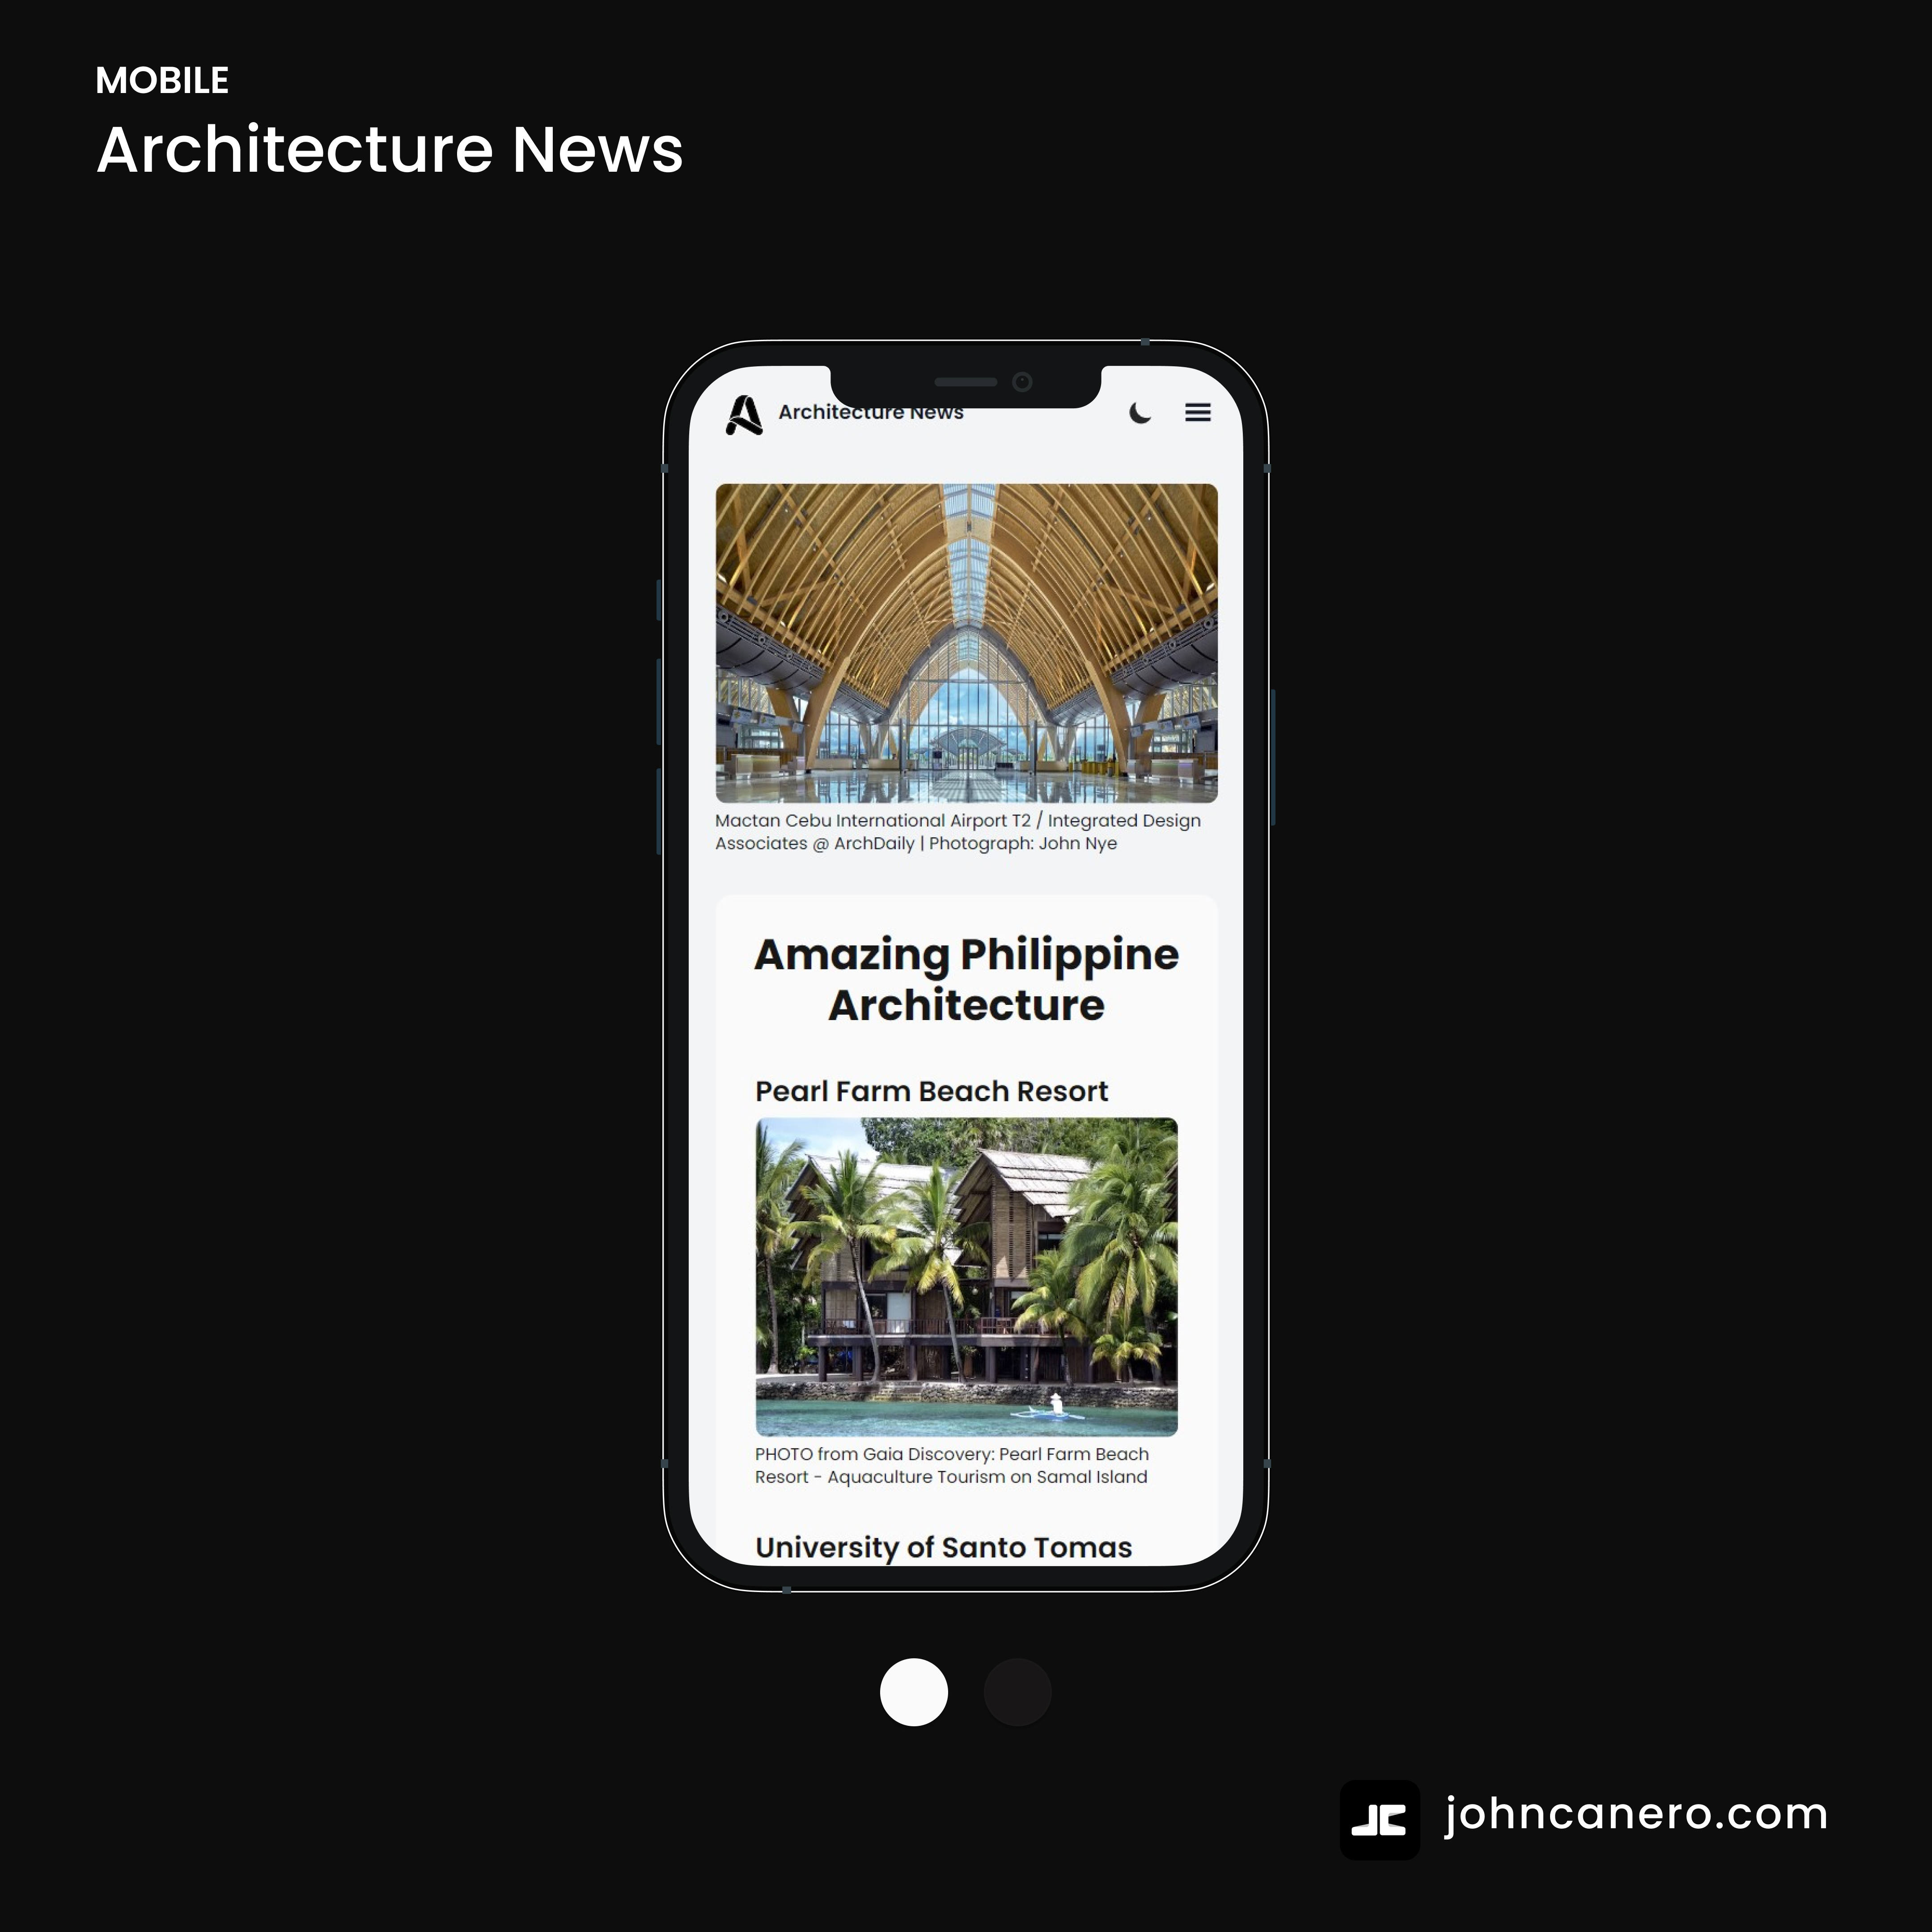 MOBILE
Architecture News
Architecture News
Mactan Cebu International Airport T2 / Integrated Design
Associates @ ArchDaily | Photograph: John Nye
Amazing Philippine
Architecture
Pearl Farm Beach Resort
PHOTO from Gaia Discovery: Pearl Farm Beach
Resort - Aquaculture Tourism on Samal Island
University of Santo Tomas
JC johncanero.com